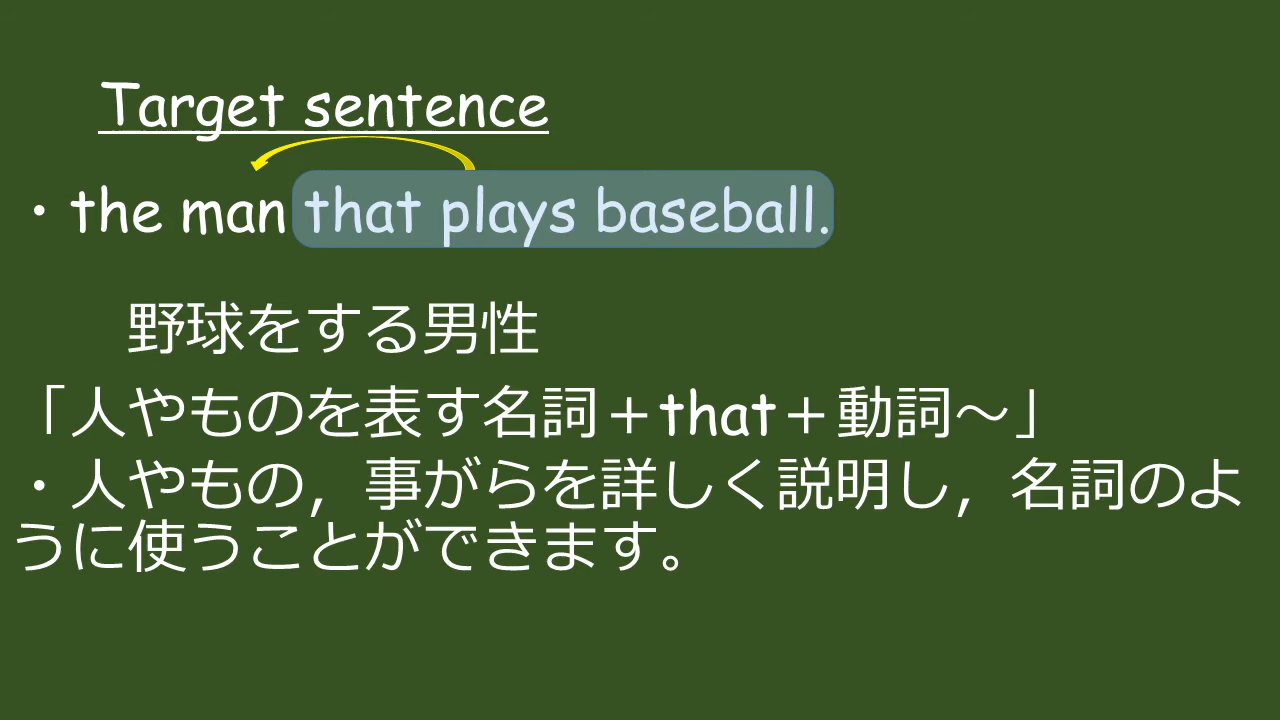 Target sentence
・the man that plays baseball.
野球をする男性
「人やものを表す名詞＋that＋動詞～」
・人やもの，事がらを詳しく説明し，名詞のよ
うに使うことができます。